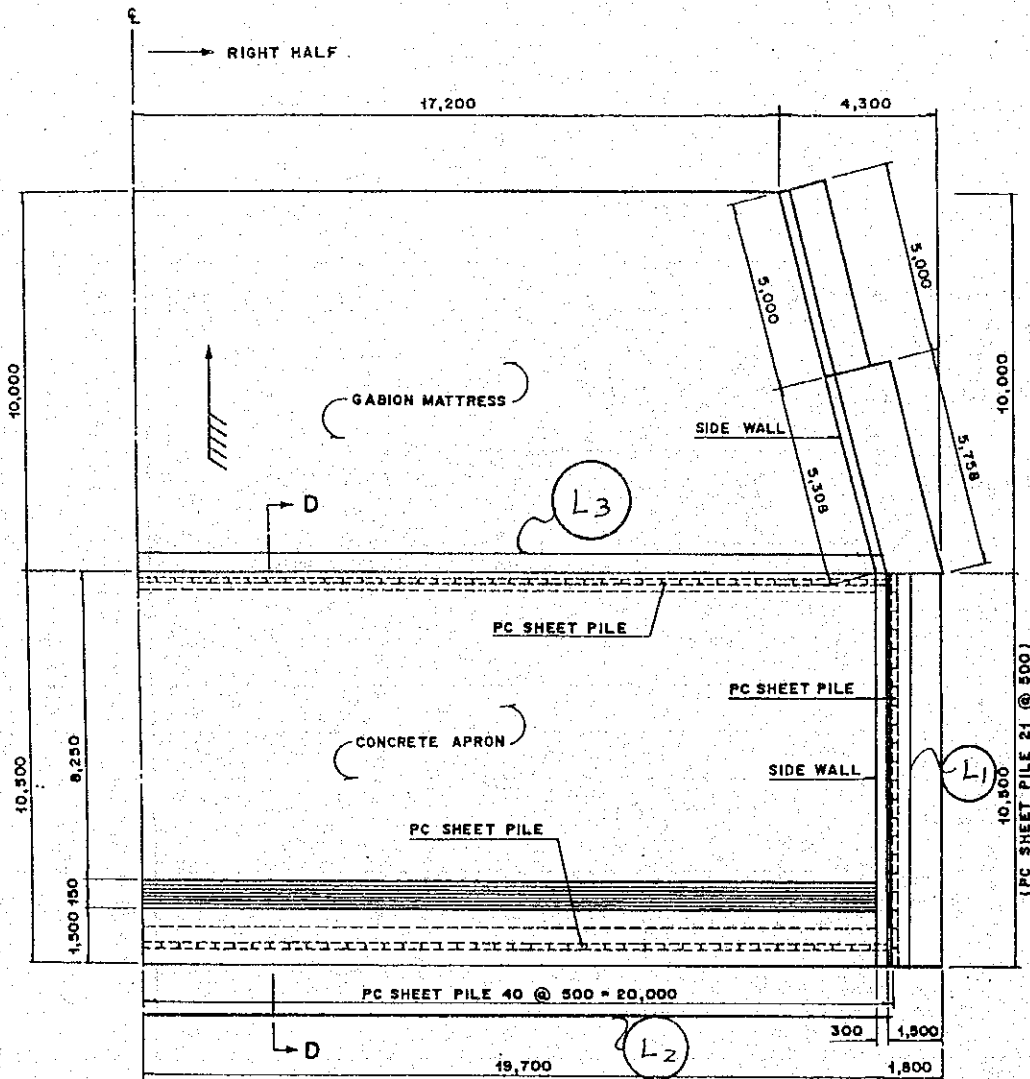 ℄
RIGHT HALF
17,200
4,300
10,000
5,000
5,000
10,000
GABION MATTRESS
SIDE WALL
5,308
5,758
D
L3
PC SHEET PILE
PC SHEET PILE
CONCRETE APRON
SIDE WALL
L1
10,500
8,250
10,500
(PC SHEET PILE 21 @ 500)
PC SHEET PILE
150
1,500
PC SHEET PILE 40 @ 500 = 20,000
300
1,500
D
L2
19,700
1,800